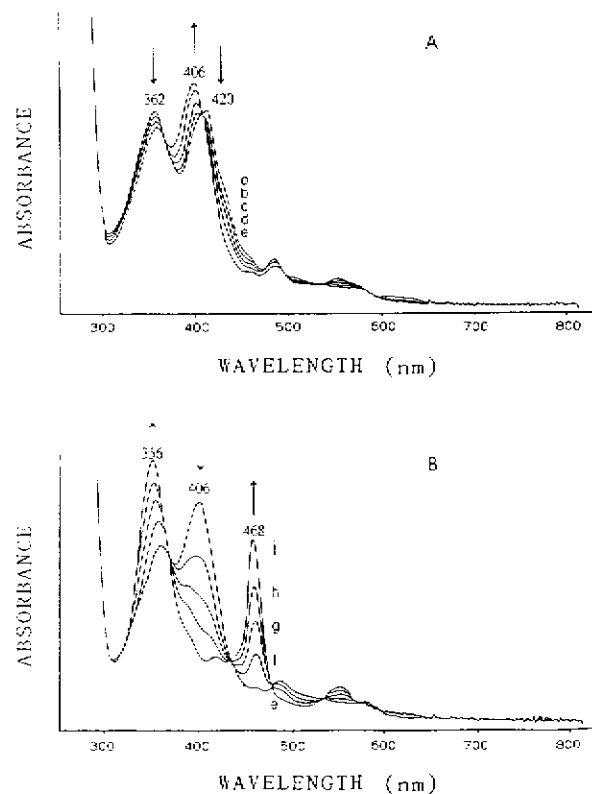 A
406
362
420
ABSORBANCE
a
b
c
d
e
300 400 500 600 700 800
WAVELENGTH (nm)
B
356
406
468
i
h
g
f
e
ABSORBANCE
300 400 500 600 700 800
WAVELENGTH (nm)